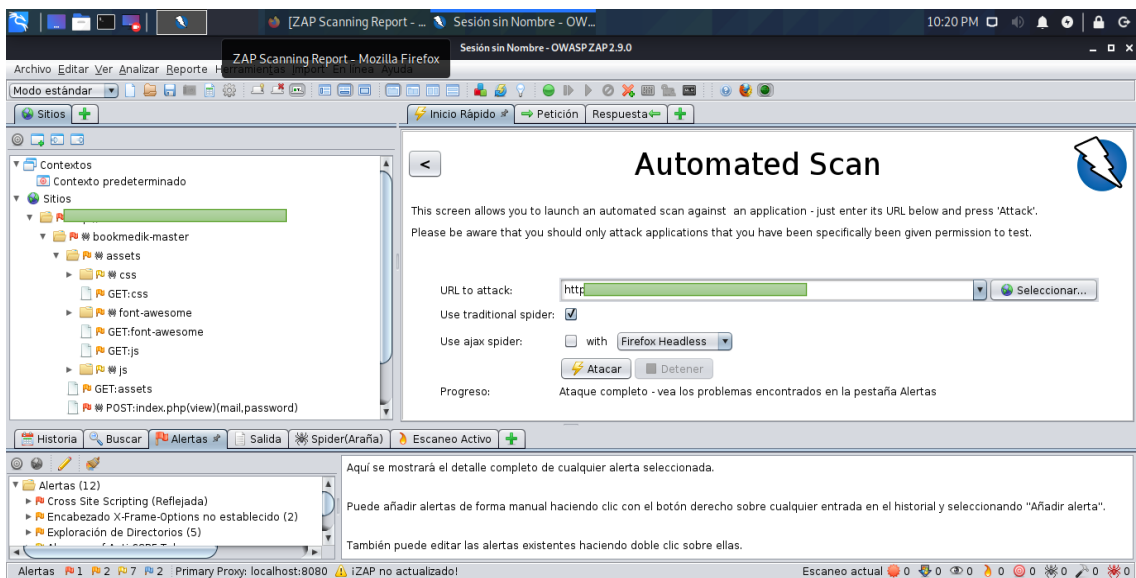 [ZAP Scanning Report - ...
Sesión sin Nombre - OW...
10:20 PM
Sesión sin Nombre - OWASP ZAP 2.9.0
ZAP Scanning Report - Mozilla Firefox
Archivo Editar Ver Analizar Reporte Herramientas Import En línea Ayuda
Modo estándar
Sitios
Inicio Rápido
Petición
Respuesta
Contextos
Contexto predeterminado
Sitios
bookmedik-master
assets
css
GET:css
font-awesome
GET:font-awesome
GET:js
js
GET:assets
POST:index.php(view)(mail,password)
<
Automated Scan
This screen allows you to launch an automated scan against an application - just enter its URL below and press 'Attack'.
Please be aware that you should only attack applications that you have been specifically been given permission to test.
URL to attack:
http
Seleccionar...
Use traditional spider:
Use ajax spider:
with
Firefox Headless
Atacar
Detener
Progreso:
Ataque completo - vea los problemas encontrados en la pestaña Alertas
Historia
Buscar
Alertas
Salida
Spider(Araña)
Escaneo Activo
Alertas (12)
Cross Site Scripting (Reflejada)
Encabezado X-Frame-Options no establecido (2)
Exploración de Directorios (5)
Aquí se mostrará el detalle completo de cualquier alerta seleccionada.
Puede añadir alertas de forma manual haciendo clic con el botón derecho sobre cualquier entrada en el historial y seleccionando "Añadir alerta".
También puede editar las alertas existentes haciendo doble clic sobre ellas.
Alertas 1 2 7 2 Primary Proxy: localhost:8080 ¡ZAP no actualizado!
Escaneo actual 0 0 0 0 0 0 0 0